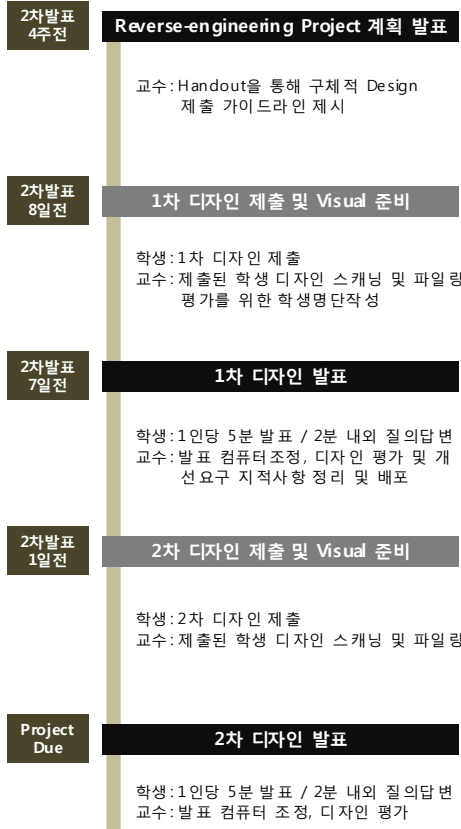 2차발표
4주전
Reverse-engineering Project 계획 발표
교수:Handout을 통해 구체적 Design
제출 가이드라인 제시
2차발표
8일전
1차 디자인 제출 및 Visual 준비
학생:1차 디자인 제출
교수:제출된 학생 디자인 스캐닝 및 파일링
평가를 위한 학생명단작성
2차발표
7일전
1차 디자인 발표
학생:1인당 5분 발표 / 2분 내외 질의답변
교수:발표 컴퓨터조정, 디자인 평가 및 개
선요구 지적사항 정리 및 배포
2차발표
1일전
2차 디자인 제출 및 Visual 준비
학생:2차 디자인 제출
교수:제출된 학생 디자인 스캐닝 및 파일링
Project
Due
2차 디자인 발표
학생:1인당 5분 발표 / 2분 내외 질의답변
교수:발표 컴퓨터 조정, 디자인 평가